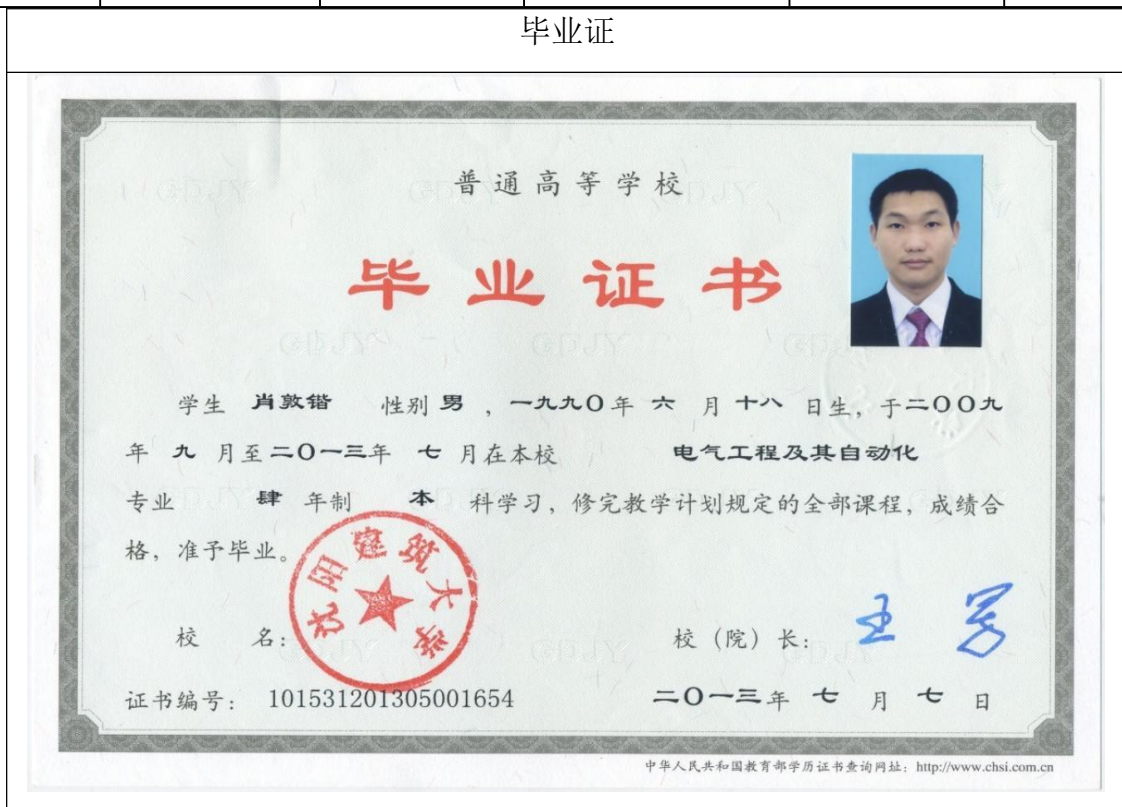 毕业证
普通高等学校
毕业证书
学生 肖敦锴 性别 男 ，一九九〇年 六 月 十八 日生，于二〇〇九
年 九 月至二〇一三年 七 月在本校 电气工程及其自动化
专业 肆 年制 本 科学习，修完教学计划规定的全部课程，成绩合
格，准予毕业。
沈阳建筑大学
校 名： 校（院）长：
证书编号： 101531201305001654 二〇一三年 七 月 七 日
中华人民共和国教育部学历证书查询网址：http://www.chsi.com.cn